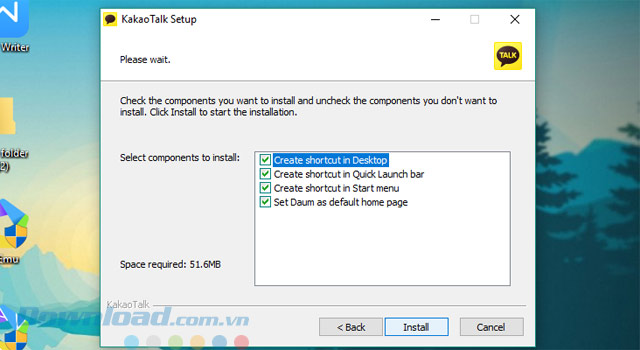 Writer
KakaoTalk Setup
Please wait.
TALK
Check the components you want to install and uncheck the components you don't want to
install. Click Install to start the installation.
folder
(2)
Select components to install:
Create shortcut in Desktop
Create shortcut in Quick Launch bar
Create shortcut in Start menu
Set Daum as default home page
Emu
Space required: 51.6MB
KakaoTalk
Download.com.vn
< Back
Install
Cancel